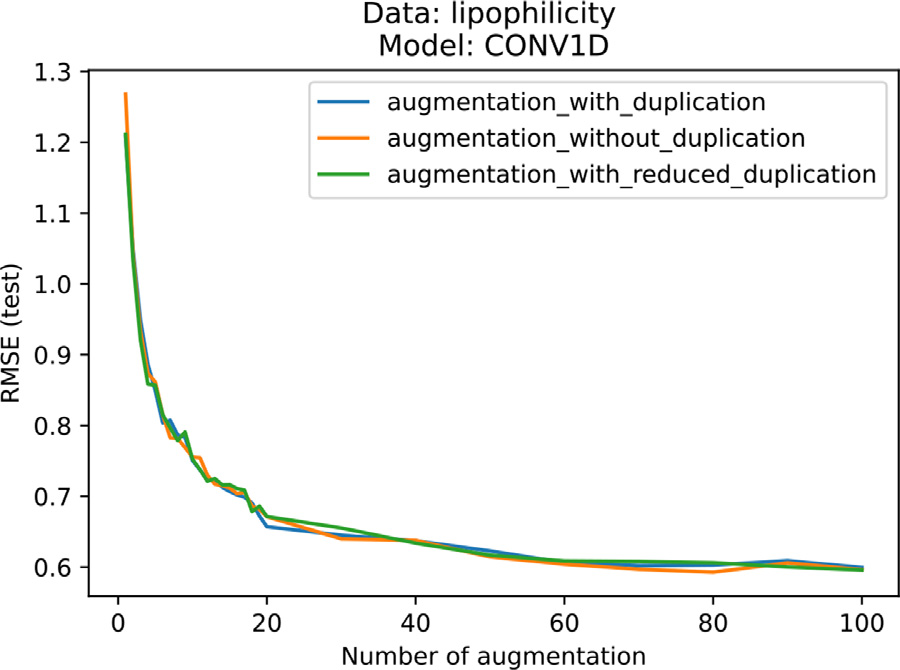 Data: lipophilicity
Model: CONV1D
augmentation_with_duplication
augmentation_without_duplication
augmentation_with_reduced_duplication
RMSE (test)
1.3
1.2
1.1
1.0
0.9
0.8
0.7
0.6
0 20 40 60 80 100
Number of augmentation